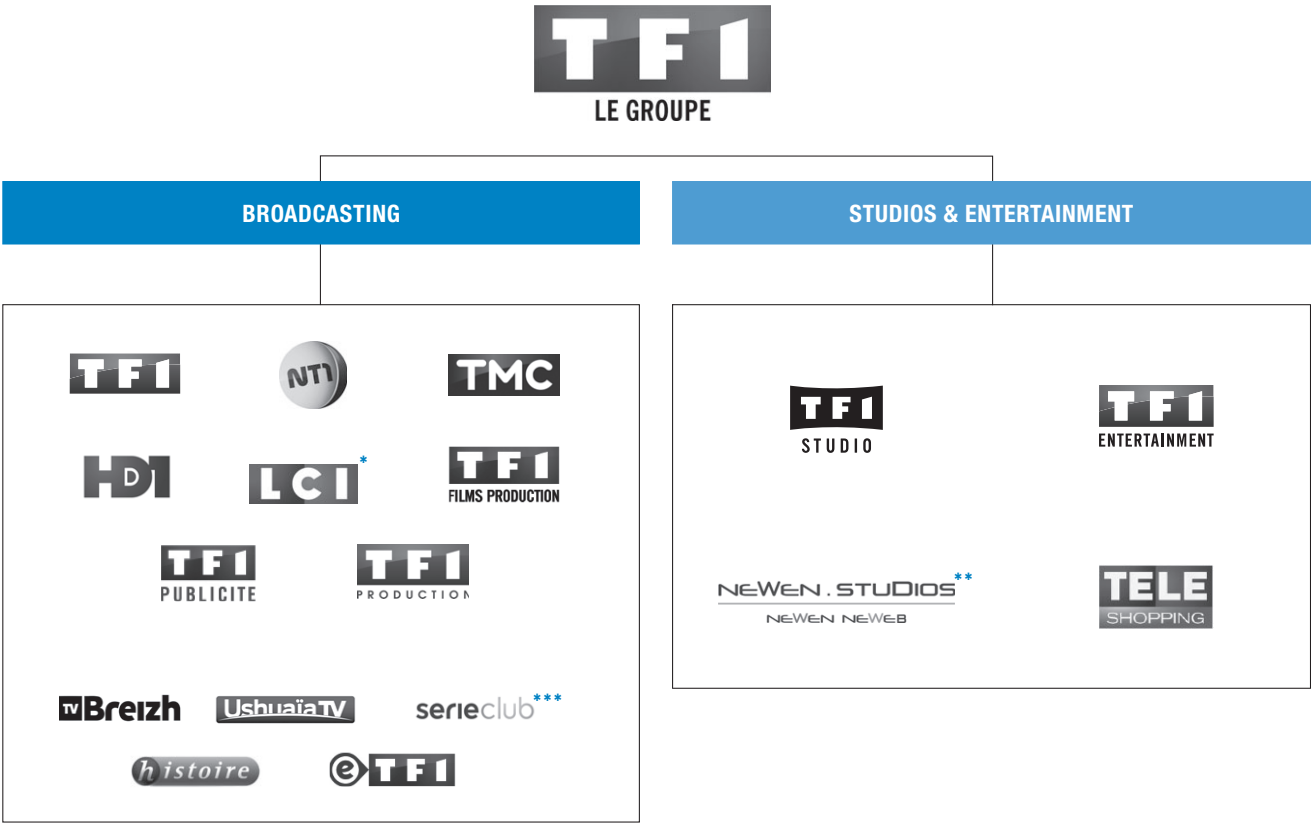 TF1
LE GROUPE
BROADCASTING
STUDIOS & ENTERTAINMENT
TF1
NT1
TMC
HD1
LCI*
TF1
FILMS PRODUCTION
TF1
PUBLICITE
TF1
PRODUCTION
TV Breizh
Ushuaïa TV
serieclub***
histoire
e TF1
TF1
STUDIO
TF1
ENTERTAINMENT
NEWEN.STUDIOS**
NEWEN NEWEB
TELE
SHOPPING